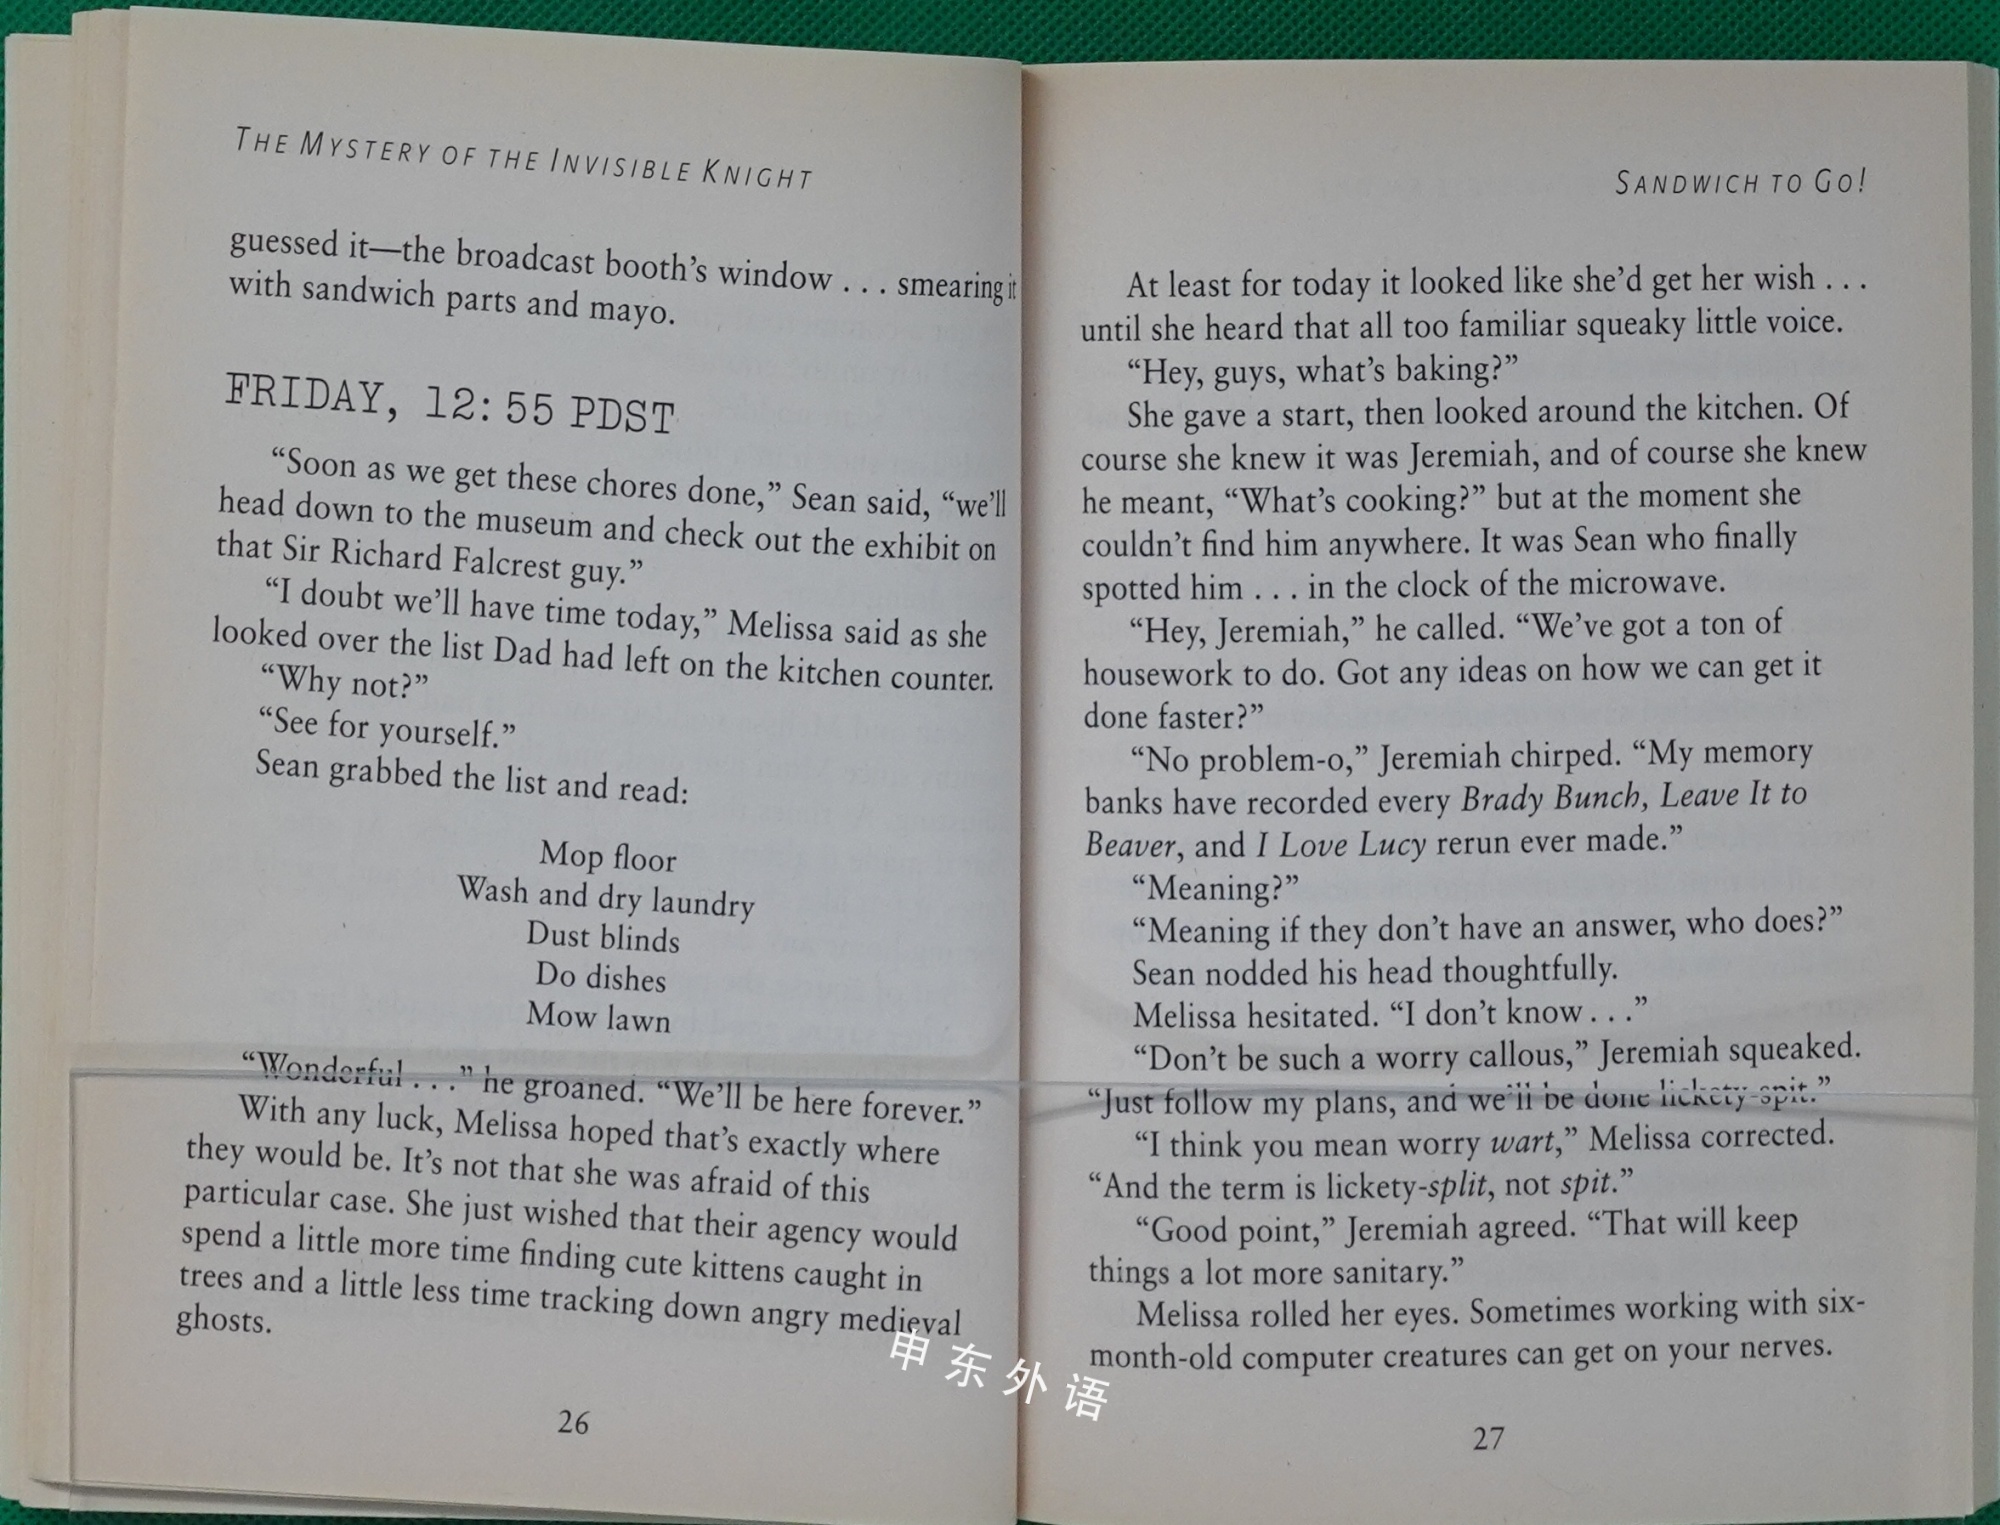 THE MYSTERY OF THE INVISIBLE KNIGHT
guessed it—the broadcast booth's window . . . smearing it
with sandwich parts and mayo.
FRIDAY, 12:55 PDST
“Soon as we get these chores done,” Sean said, “we'll
head down to the museum and check out the exhibit on
that Sir Richard Falcrest guy.”
“I doubt we'll have time today,” Melissa said as she
looked over the list Dad had left on the kitchen counter.
“Why not?”
“See for yourself.”
Sean grabbed the list and read:
Mop floor
Wash and dry laundry
Dust blinds
Do dishes
Mow lawn
“Wonderful . . .” he groaned. “We'll be here forever.”
With any luck, Melissa hoped that's exactly where
they would be. It's not that she was afraid of this
particular case. She just wished that their agency would
spend a little more time finding cute kittens caught in
trees and a little less time tracking down angry medieval
ghosts.
26
SANDWICH TO GO!
At least for today it looked like she'd get her wish . . .
until she heard that all too familiar squeaky little voice.
“Hey, guys, what's baking?”
She gave a start, then looked around the kitchen. Of
course she knew it was Jeremiah, and of course she knew
he meant, “What's cooking?” but at the moment she
couldn't find him anywhere. It was Sean who finally
spotted him . . . in the clock of the microwave.
“Hey, Jeremiah,” he called. “We've got a ton of
housework to do. Got any ideas on how we can get it
done faster?”
“No problem-o,” Jeremiah chirped. “My memory
banks have recorded every Brady Bunch, Leave It to
Beaver, and I Love Lucy rerun ever made.”
“Meaning?”
“Meaning if they don't have an answer, who does?”
Sean nodded his head thoughtfully.
Melissa hesitated. “I don't know . . .”
“Don't be such a worry callous,” Jeremiah squeaked.
“Just follow my plans, and we'll be done lickety-spit.”
“I think you mean worry wart,” Melissa corrected.
“And the term is lickety-split, not spit.”
“Good point,” Jeremiah agreed. “That will keep
things a lot more sanitary.”
Melissa rolled her eyes. Sometimes working with six-
month-old computer creatures can get on your nerves.
27
申东外语